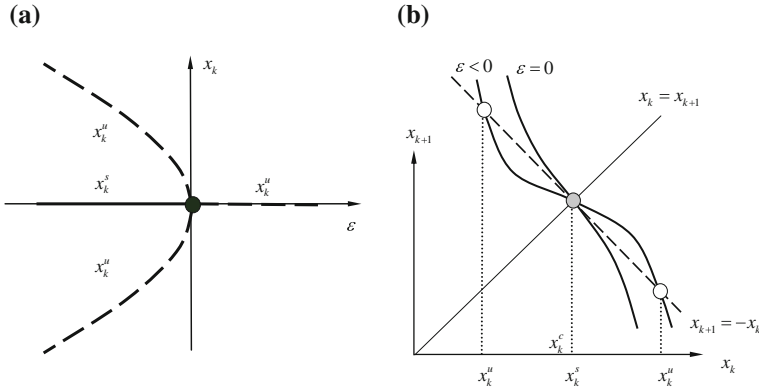 (a)
x_k
x_k^u
x_k^s
x_k^u
ε
x_k^u
(b)
ε<0
ε=0
x_k = x_{k+1}
x_{k+1}
x_{k+1} = −x_k
x_k^c
x_k
x_k^u
x_k^s
x_k^u